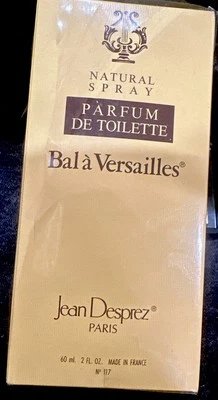 NATURAL
SPRAY
PARFUM
DE TOILETTE
Bal à Versailles®
Jean Desprez®
PARIS
60 ml. 2 FL. OZ. MADE IN FRANCE
N° 117